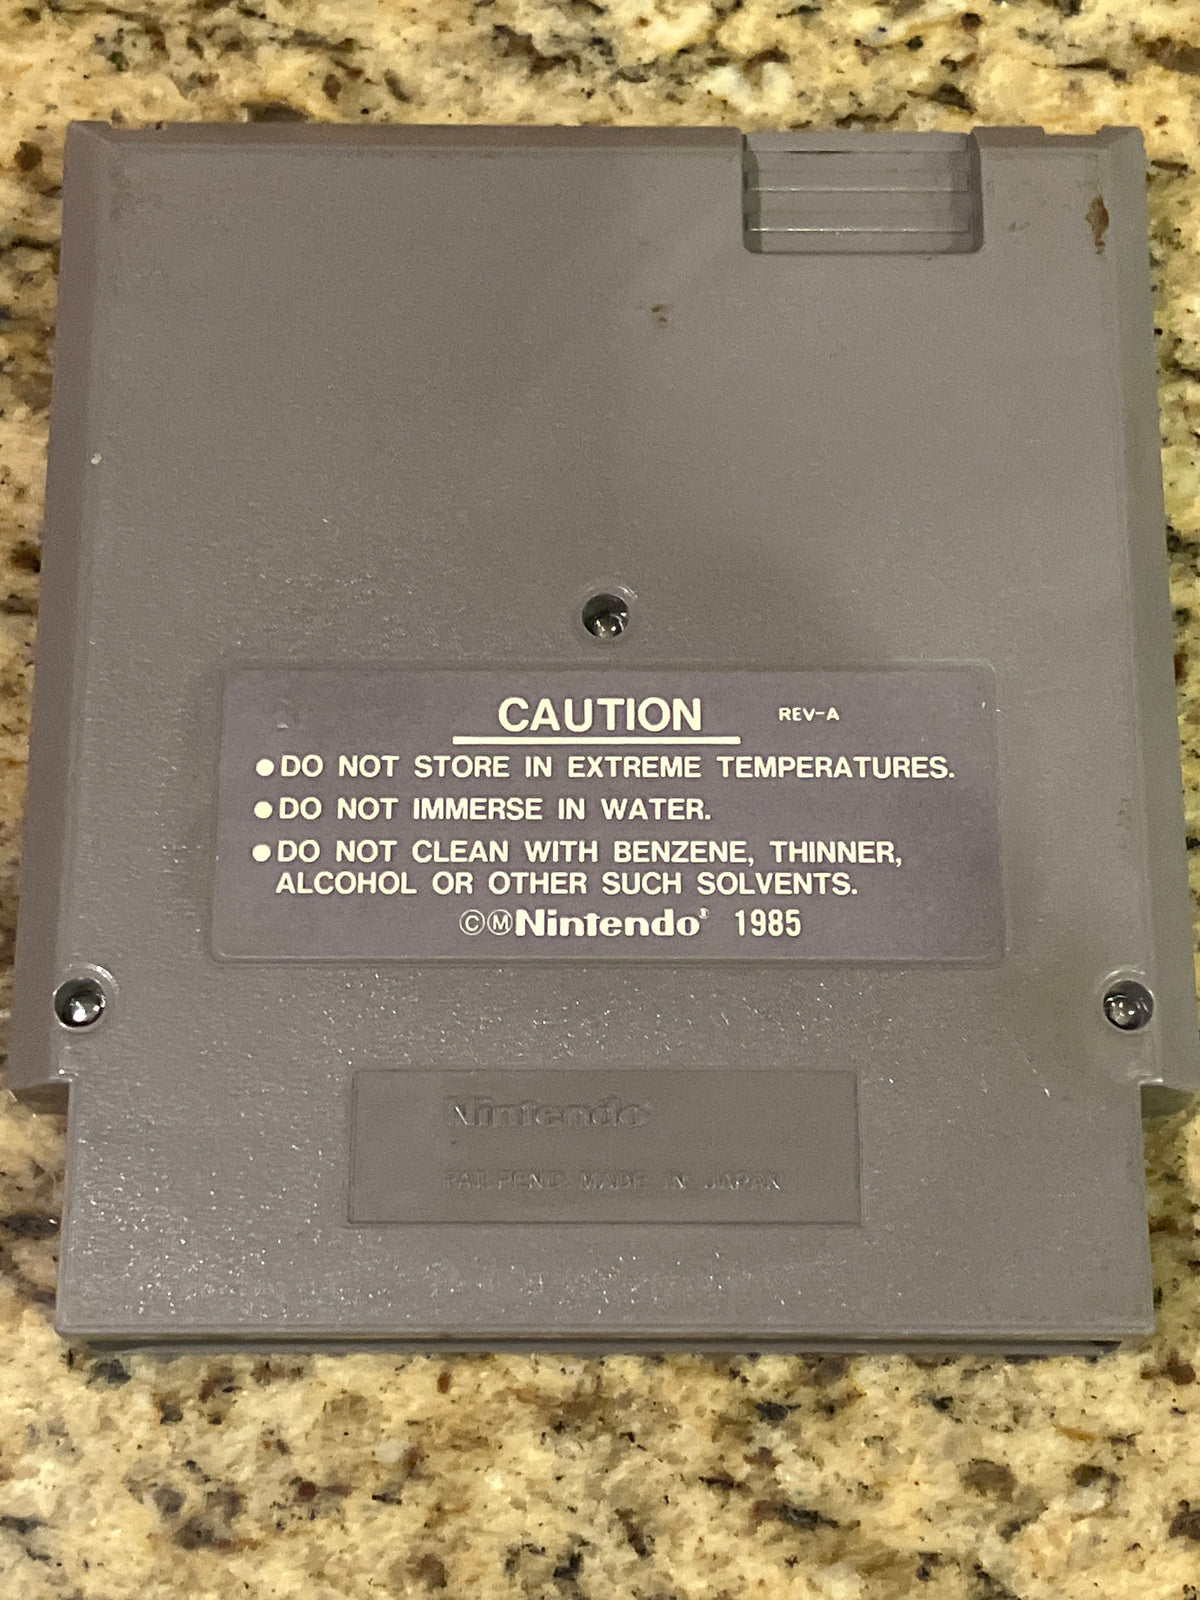 CAUTION REV-A
●DO NOT STORE IN EXTREME TEMPERATURES.
●DO NOT IMMERSE IN WATER.
●DO NOT CLEAN WITH BENZENE, THINNER,
ALCOHOL OR OTHER SUCH SOLVENTS.
©ⓂNintendo® 1985
Nintendo
PAT. PEND. MADE IN JAPAN